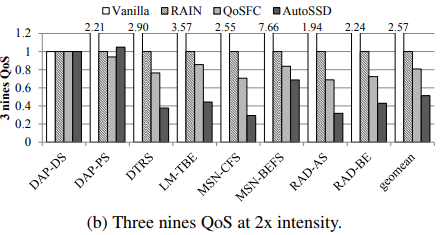 Vanilla RAIN QoSFC AutoSSD
2.21 2.90 3.57 2.55 7.66 1.94 2.24 2.57
3 nines QoS
1.2
1
0.8
0.6
0.4
0.2
0
DAP-DS DAP-PS DTRS LM-TBE MSN-CFS MSN-BEFS RAD-AS RAD-BE geomean
(b) Three nines QoS at 2x intensity.